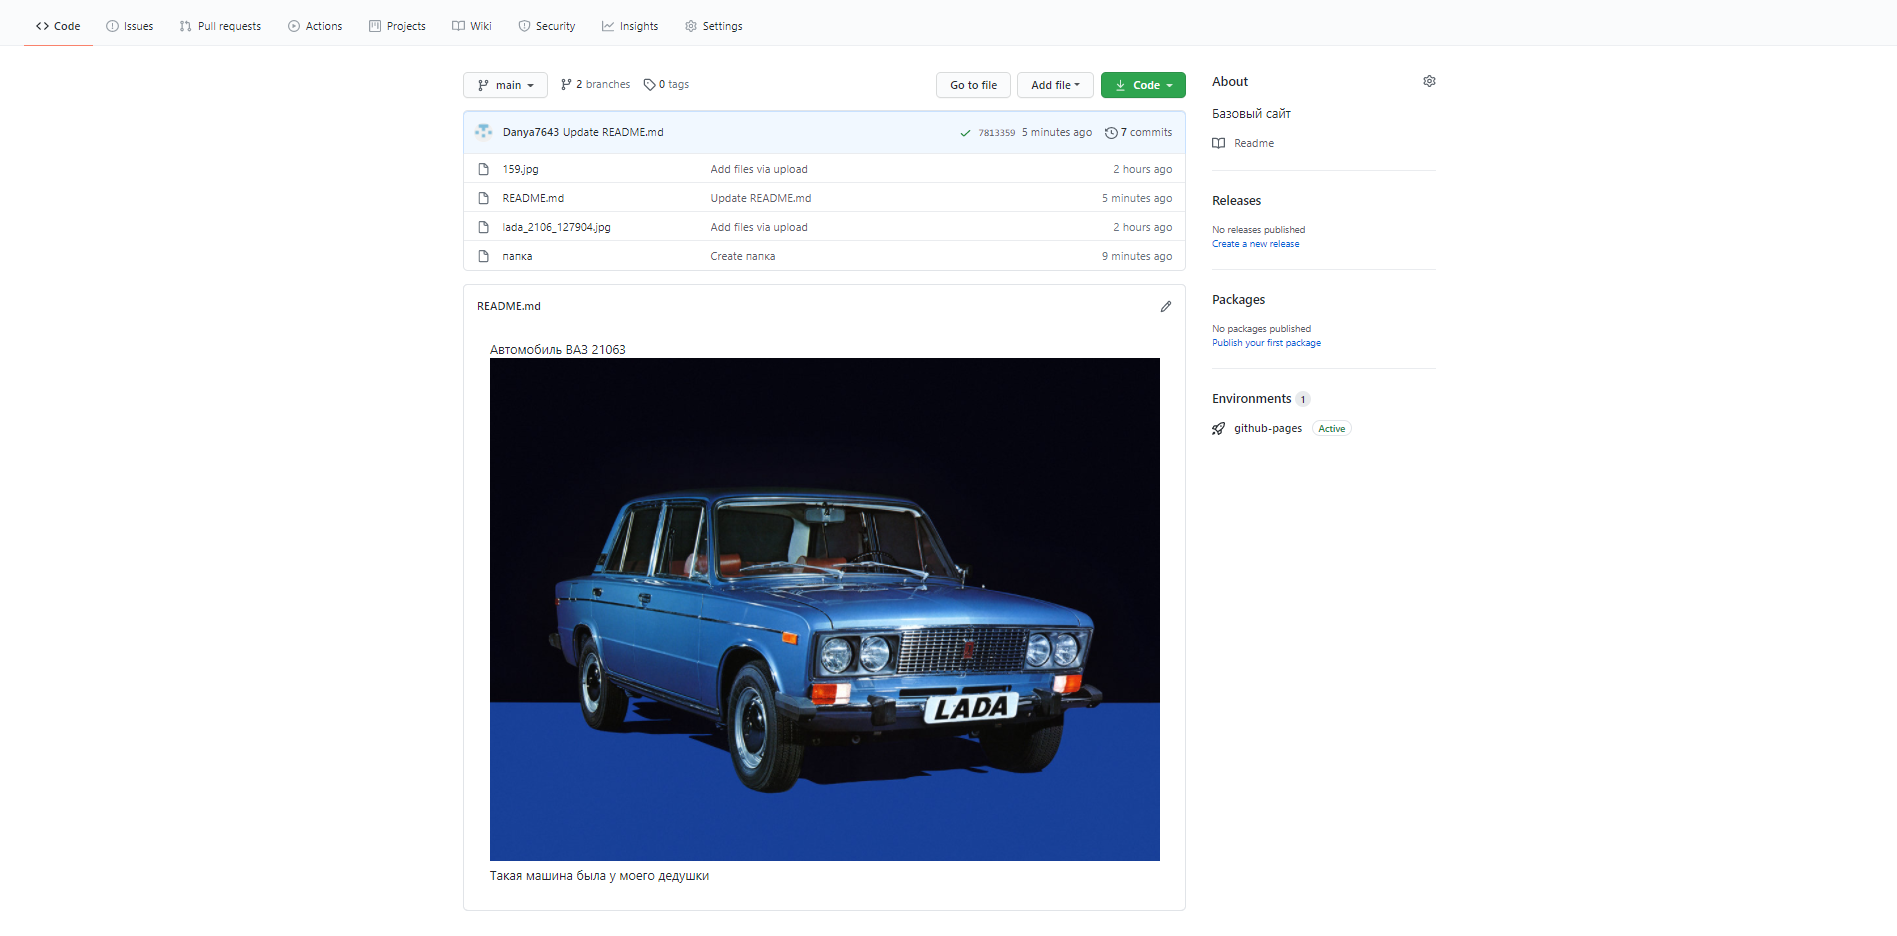 Code Issues Pull requests Actions Projects Wiki Security Insights Settings
main 2 branches 0 tags Go to file Add file Code
Danya7643 Update README.md 7813359 5 minutes ago 7 commits
159.jpg Add files via upload 2 hours ago
README.md Update README.md 5 minutes ago
lada_2106_127904.jpg Add files via upload 2 hours ago
папка Create папка 9 minutes ago
README.md
Автомобиль ВАЗ 21063
LADA
Такая машина была у моего дедушки
About
Базовый сайт
Readme
Releases
No releases published
Create a new release
Packages
No packages published
Publish your first package
Environments 1
github-pages Active